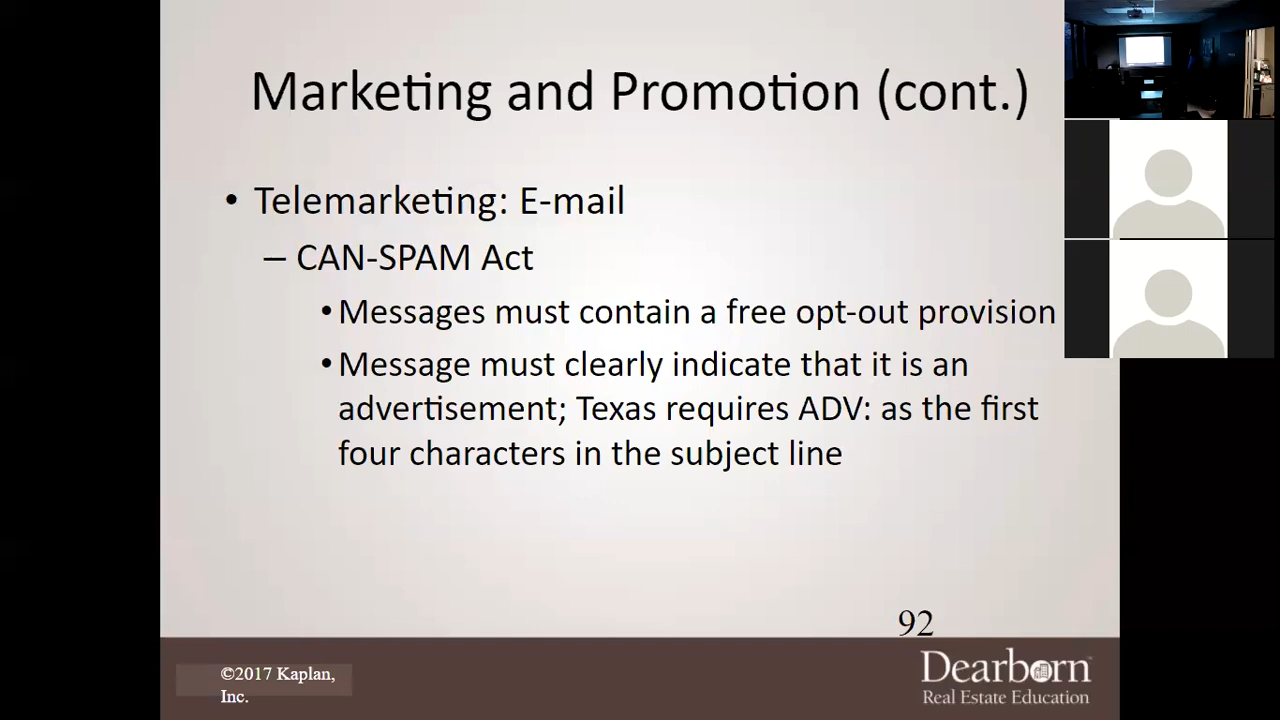 Marketing and Promotion (cont.)
• Telemarketing: E-mail
– CAN-SPAM Act
• Messages must contain a free opt-out provision
• Message must clearly indicate that it is an
advertisement; Texas requires ADV: as the first
four characters in the subject line
92
©2017 Kaplan,
Inc.
Dearborn
Real Estate Education